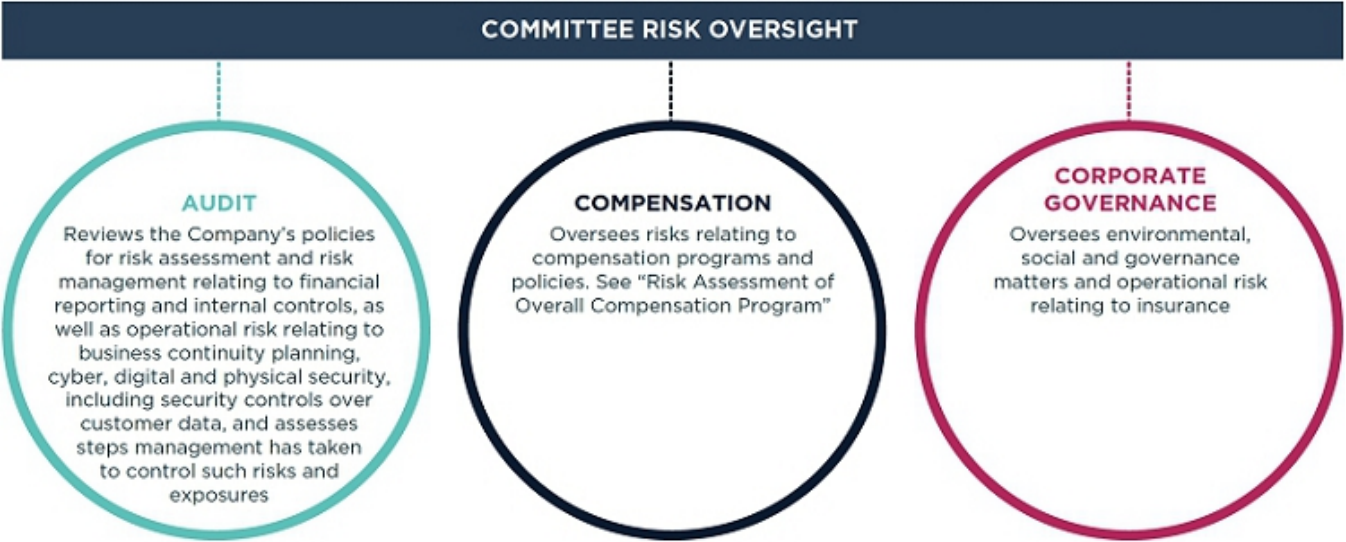 COMMITTEE RISK OVERSIGHT
AUDIT
Reviews the Company's policies
for risk assessment and risk
management relating to financial
reporting and internal controls, as
well as operational risk relating to
business continuity planning,
cyber, digital and physical security,
including security controls over
customer data, and assesses
steps management has taken
to control such risks and
exposures
COMPENSATION
Oversees risks relating to
compensation programs and
policies. See “Risk Assessment of
Overall Compensation Program”
CORPORATE
GOVERNANCE
Oversees environmental,
social and governance
matters and operational risk
relating to insurance